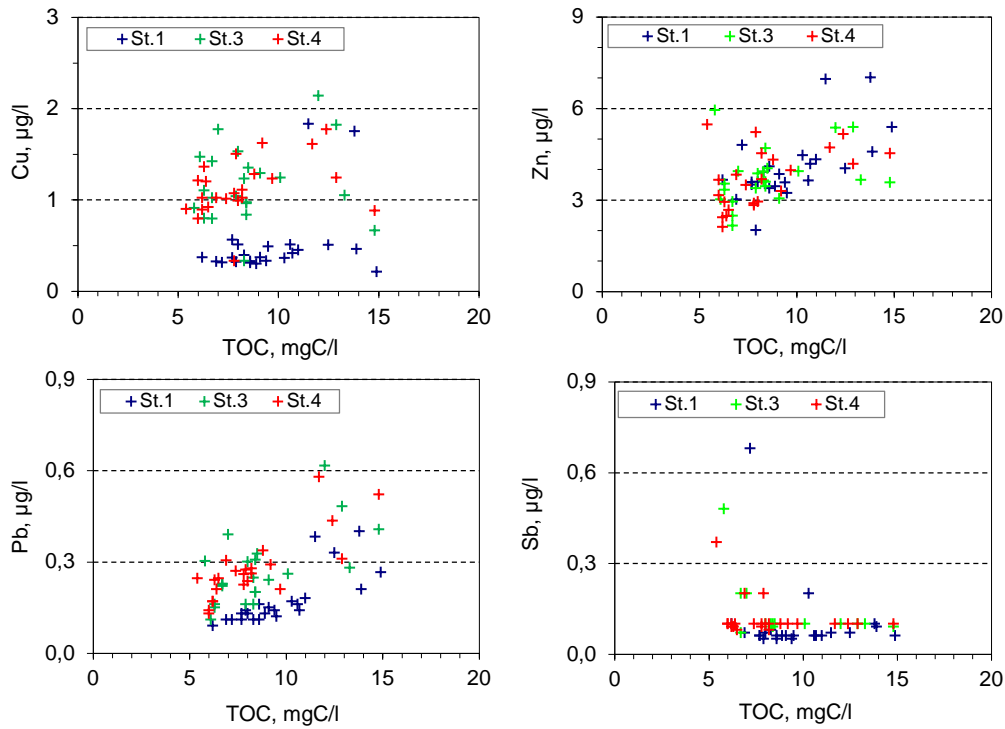 3
2
1
0
Cu, µg/l
St.1 St.3 St.4
0 5 10 15 20
TOC, mgC/l
9
6
3
0
Zn, µg/l
St.1 St.3 St.4
0 5 10 15 20
TOC, mgC/l
0,9
0,6
0,3
0,0
Pb, µg/l
St.1 St.3 St.4
0 5 10 15 20
TOC, mgC/l
0,9
0,6
0,3
0,0
Sb, µg/l
St.1 St.3 St.4
0 5 10 15 20
TOC, mgC/l